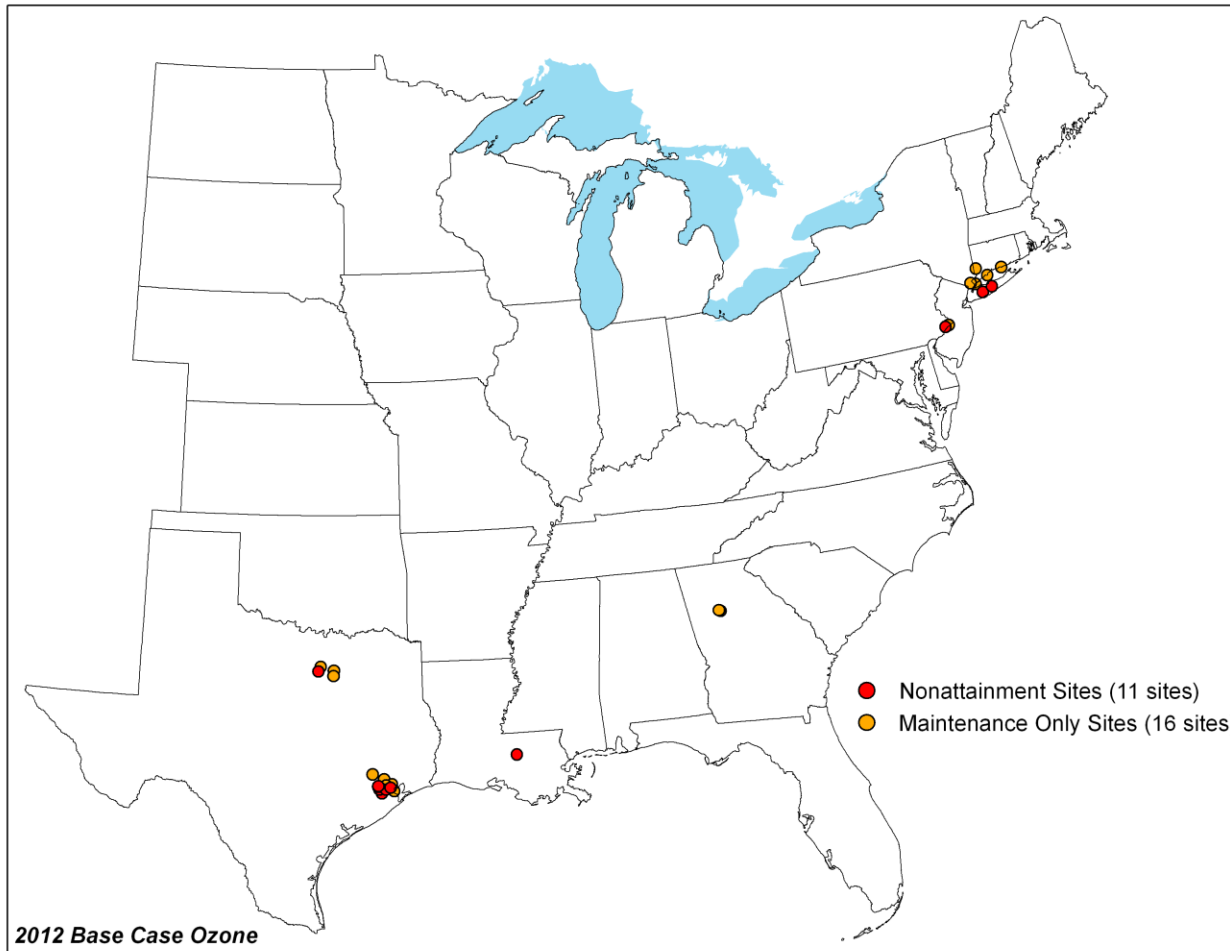 Nonattainment Sites (11 sites)
Maintenance Only Sites (16 sites
2012 Base Case Ozone